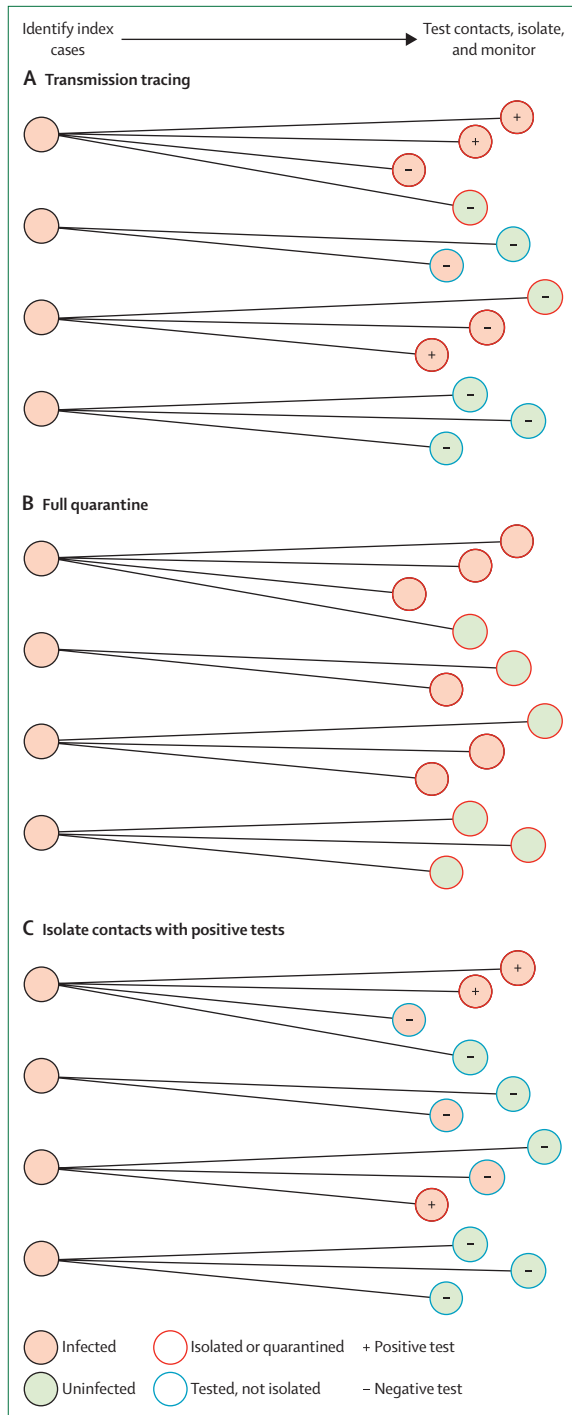 Identify index
cases
Test contacts, isolate,
and monitor
A Transmission tracing
+
+
–
–
–
–
–
–
+
–
–
–
B Full quarantine
C Isolate contacts with positive tests
+
+
–
–
–
–
–
–
+
–
–
–
Infected
Isolated or quarantined
+ Positive test
Uninfected
Tested, not isolated
– Negative test